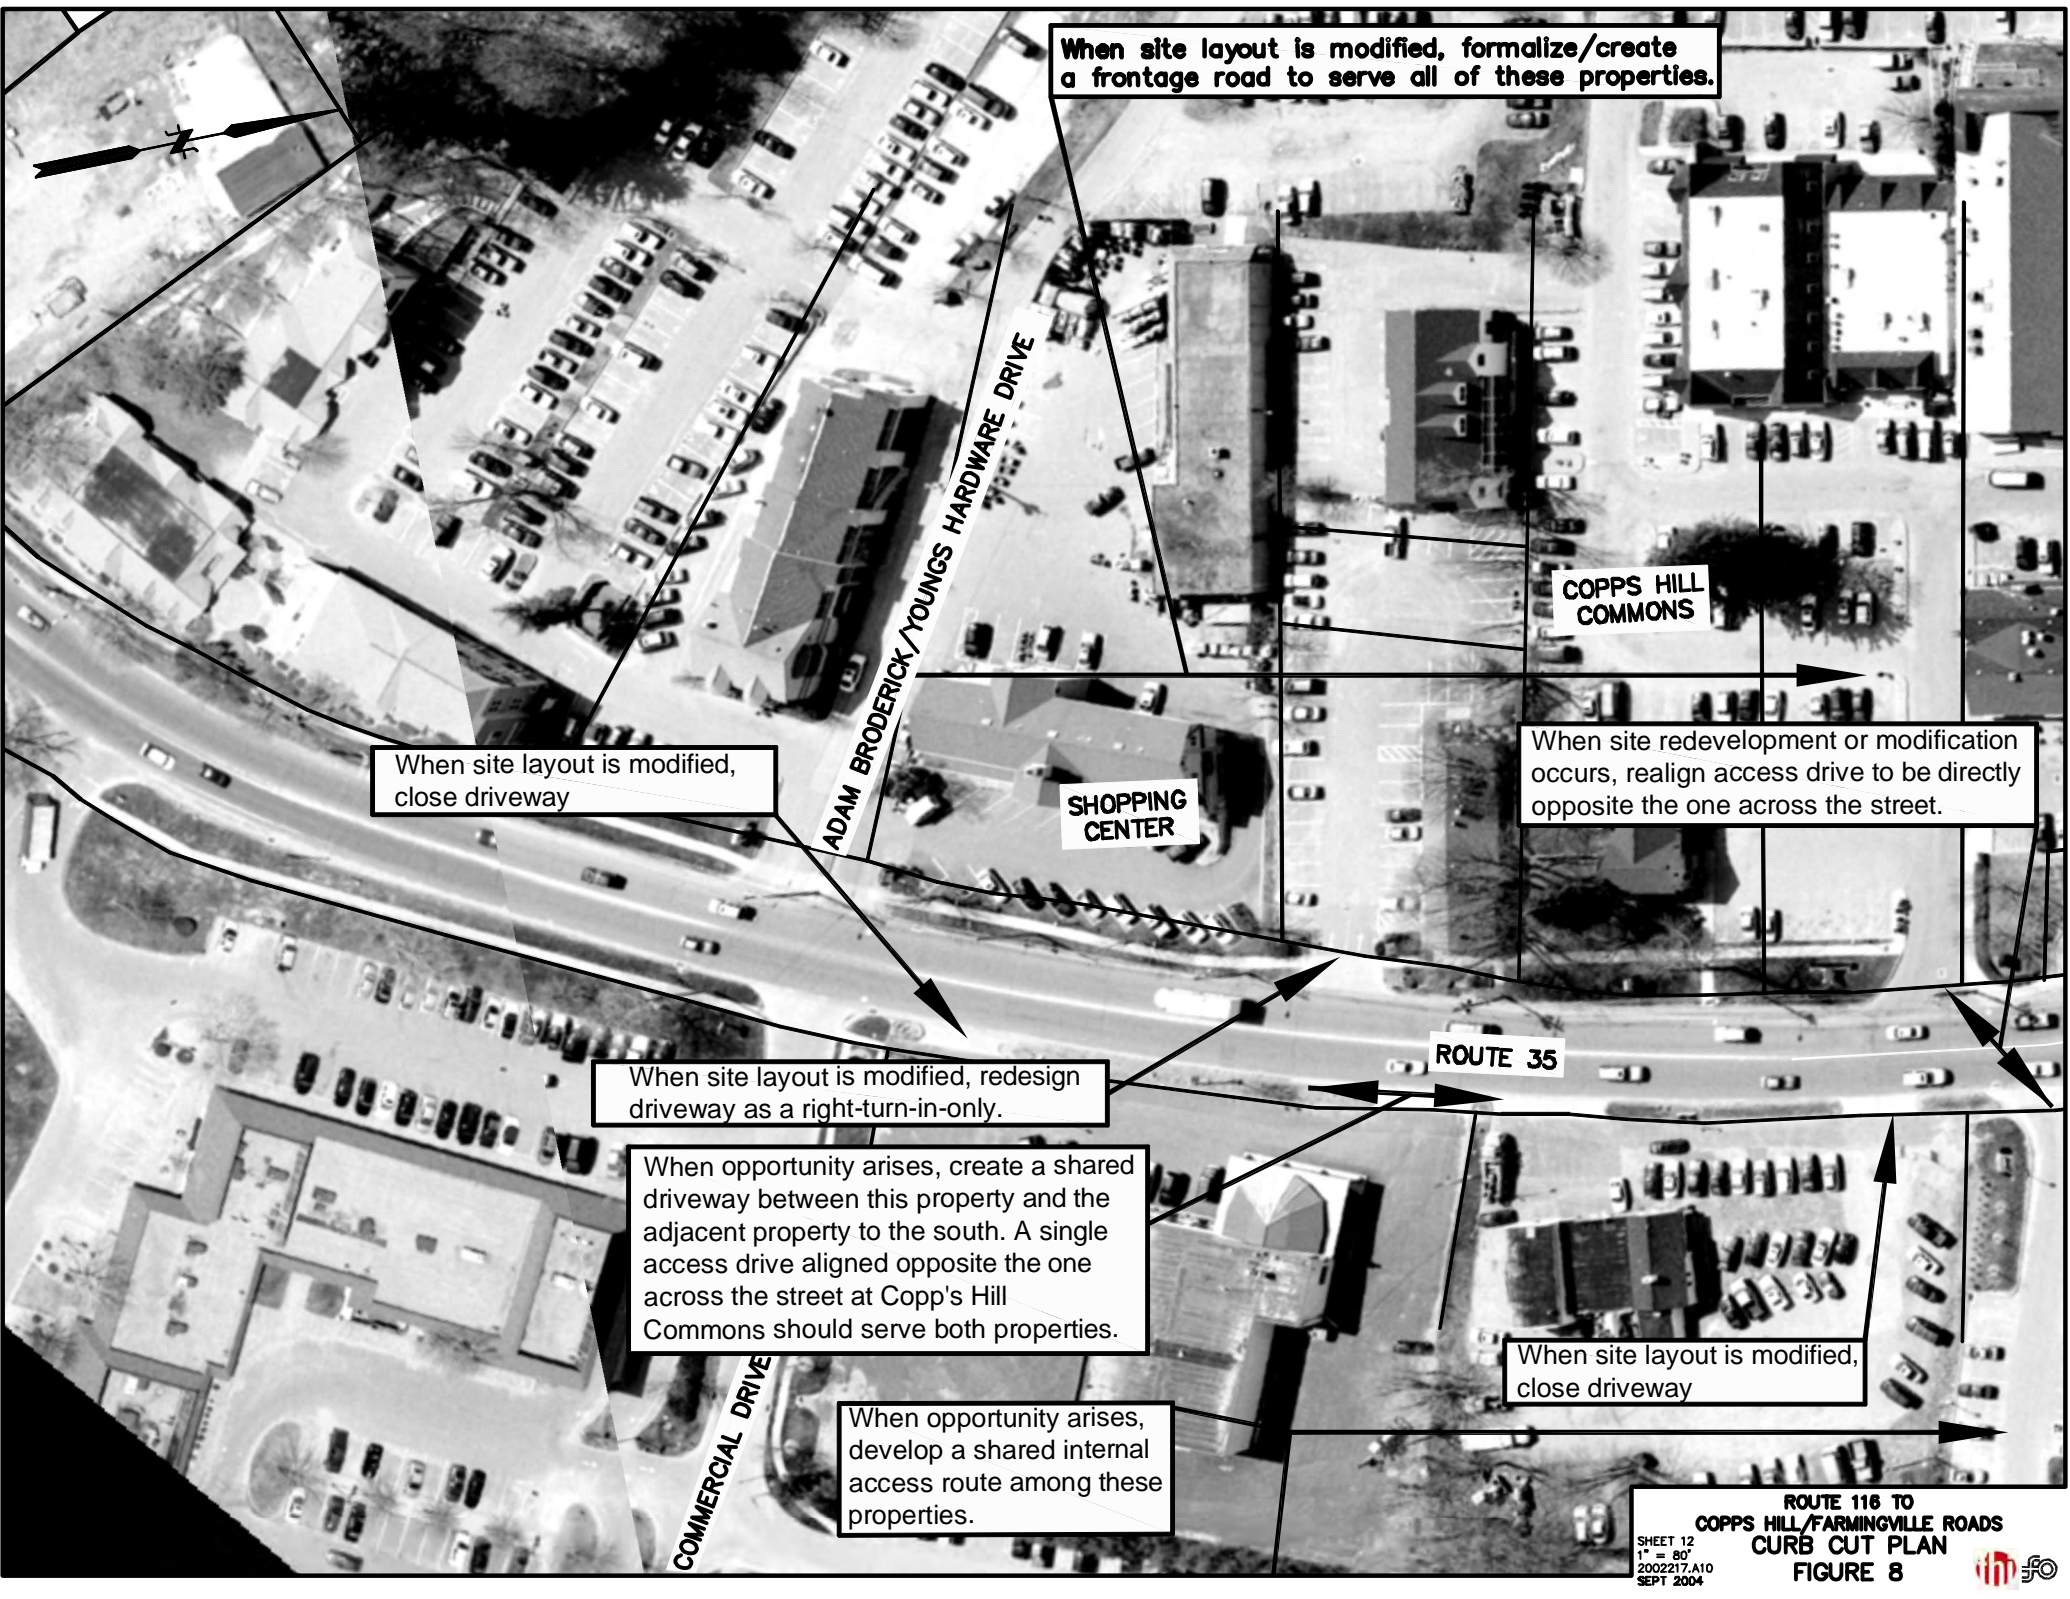 When site layout is modified, formalize/create
a frontage road to serve all of these properties.
N
ADAM BRODERICK/YOUNGS HARDWARE DRIVE
COPPS HILL
COMMONS
When site layout is modified,
close driveway
SHOPPING
CENTER
When site redevelopment or modification
occurs, realign access drive to be directly
opposite the one across the street.
ROUTE 35
When site layout is modified, redesign
driveway as a right-turn-in-only.
When opportunity arises, create a shared
driveway between this property and the
adjacent property to the south. A single
access drive aligned opposite the one
across the street at Copp's Hill
Commons should serve both properties.
When site layout is modified,
close driveway
COMMERCIAL DRIVE
When opportunity arises,
develop a shared internal
access route among these
properties.
ROUTE 116 TO
COPPS HILL/FARMINGVILLE ROADS
CURB CUT PLAN
FIGURE 8
SHEET 12
1" = 80'
2002217.A10
SEPT 2004
fhi